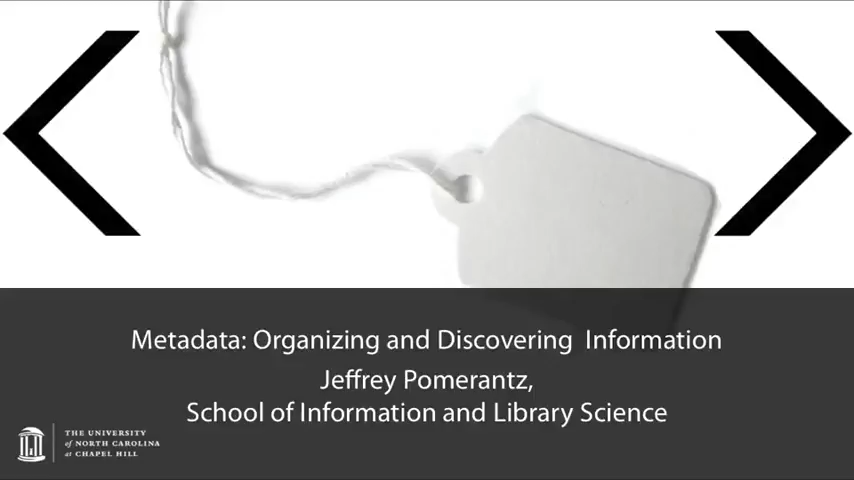 Metadata: Organizing and Discovering Information
Jeffrey Pomerantz,
School of Information and Library Science
THE UNIVERSITY
of NORTH CAROLINA
at CHAPEL HILL